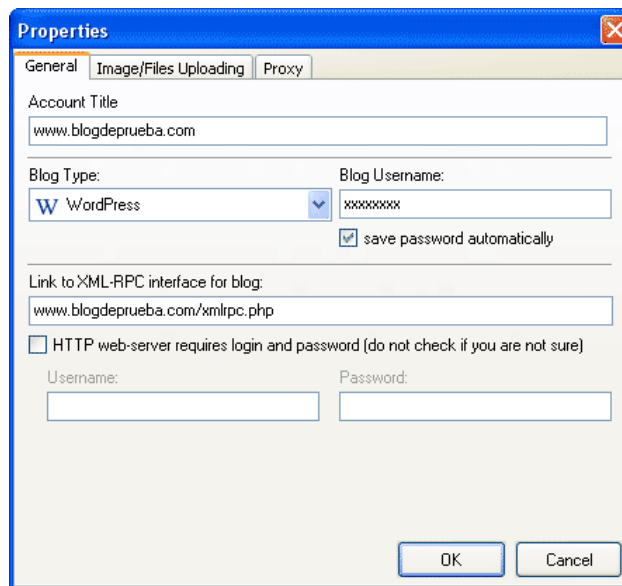 Properties
General Image/Files Uploading Proxy
Account Title
www.blogdeprueba.com
Blog Type: Blog Username:
W WordPress xxxxxxxx
save password automatically
Link to XML-RPC interface for blog:
www.blogdeprueba.com/xmlrpc.php
HTTP web-server requires login and password (do not check if you are not sure)
Username: Password:
OK Cancel